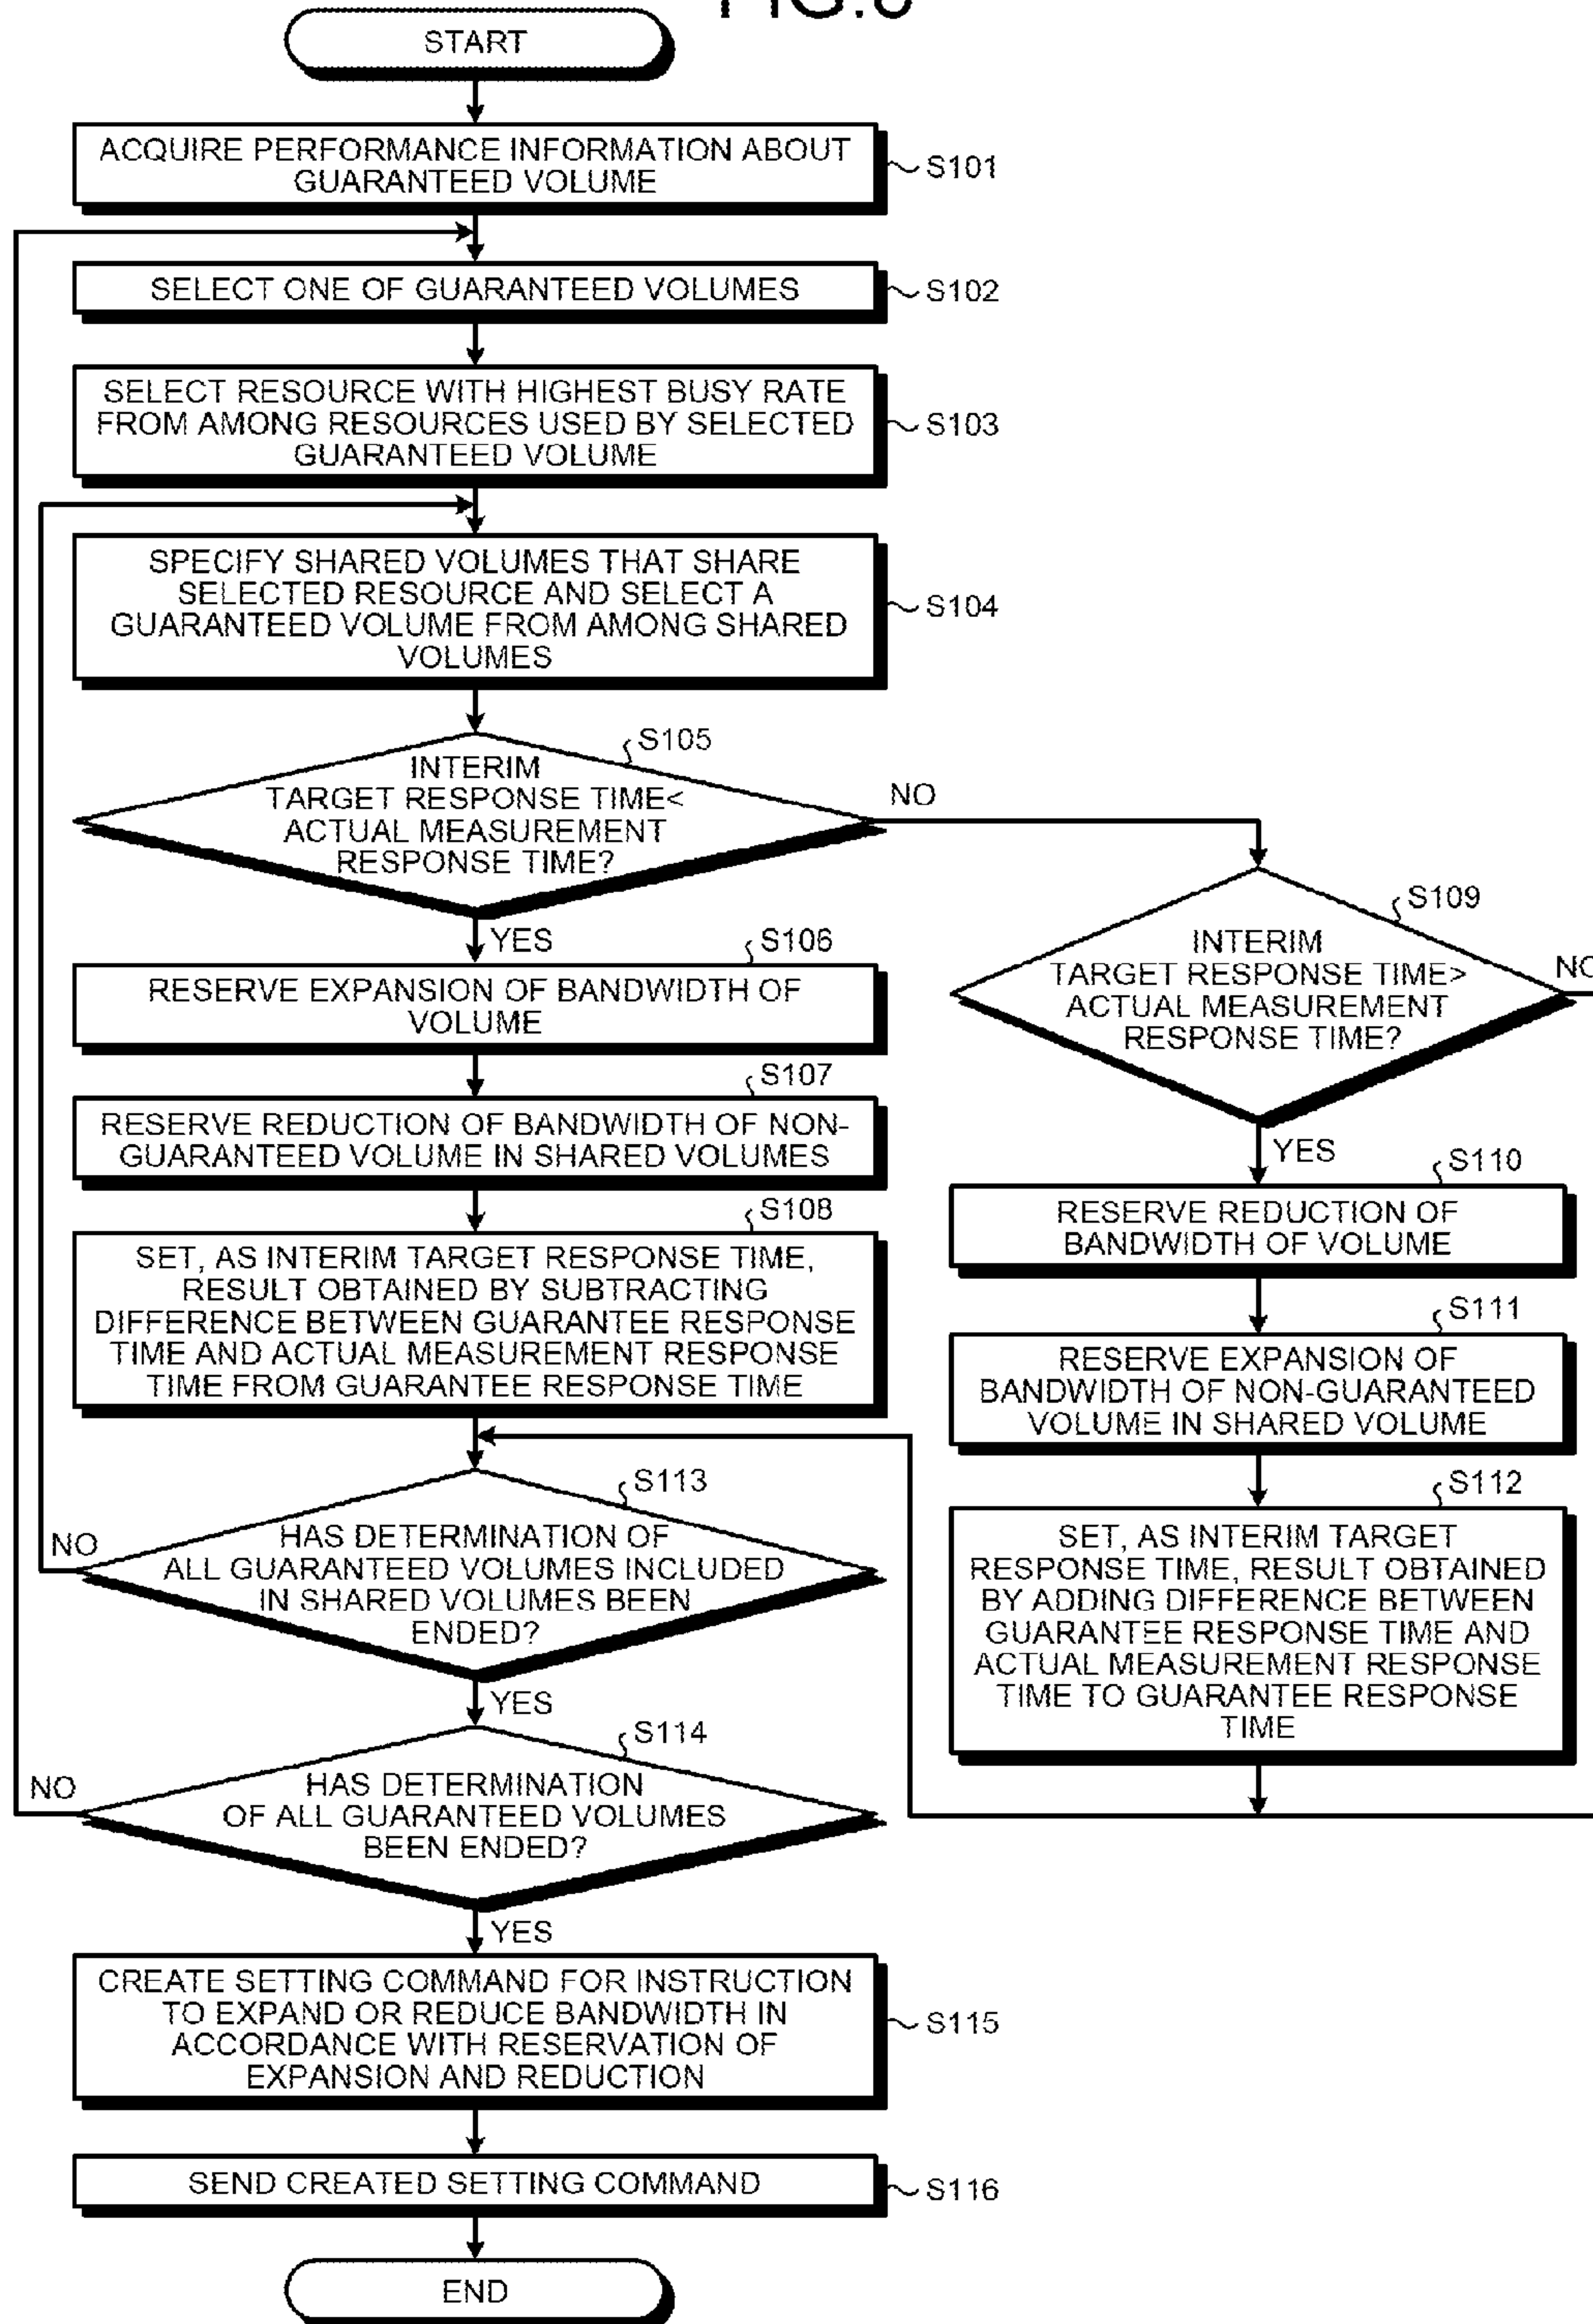 START
ACQUIRE PERFORMANCE INFORMATION ABOUT
GUARANTEED VOLUME
S101
SELECT ONE OF GUARANTEED VOLUMES
S102
SELECT RESOURCE WITH HIGHEST BUSY RATE
FROM AMONG RESOURCES USED BY SELECTED
GUARANTEED VOLUME
S103
SPECIFY SHARED VOLUMES THAT SHARE
SELECTED RESOURCE AND SELECT A
GUARANTEED VOLUME FROM AMONG SHARED
VOLUMES
S104
S105
INTERIM
TARGET RESPONSE TIME<
ACTUAL MEASUREMENT
RESPONSE TIME?
NO
YES
S106
RESERVE EXPANSION OF BANDWIDTH OF
VOLUME
S107
RESERVE REDUCTION OF BANDWIDTH OF NON-
GUARANTEED VOLUME IN SHARED VOLUMES
S108
SET, AS INTERIM TARGET RESPONSE TIME,
RESULT OBTAINED BY SUBTRACTING
DIFFERENCE BETWEEN GUARANTEE RESPONSE
TIME AND ACTUAL MEASUREMENT RESPONSE
TIME FROM GUARANTEE RESPONSE TIME
S109
INTERIM
TARGET RESPONSE TIME>
ACTUAL MEASUREMENT
RESPONSE TIME?
NO
YES
S110
RESERVE REDUCTION OF
BANDWIDTH OF VOLUME
S111
RESERVE EXPANSION OF
BANDWIDTH OF NON-GUARANTEED
VOLUME IN SHARED VOLUME
S112
SET, AS INTERIM TARGET
RESPONSE TIME, RESULT OBTAINED
BY ADDING DIFFERENCE BETWEEN
GUARANTEE RESPONSE TIME AND
ACTUAL MEASUREMENT RESPONSE
TIME TO GUARANTEE RESPONSE
TIME
S113
HAS DETERMINATION OF
ALL GUARANTEED VOLUMES INCLUDED
IN SHARED VOLUMES BEEN
ENDED?
NO
YES
S114
HAS DETERMINATION
OF ALL GUARANTEED VOLUMES
BEEN ENDED?
NO
YES
CREATE SETTING COMMAND FOR INSTRUCTION
TO EXPAND OR REDUCE BANDWIDTH IN
ACCORDANCE WITH RESERVATION OF
EXPANSION AND REDUCTION
S115
SEND CREATED SETTING COMMAND
S116
END